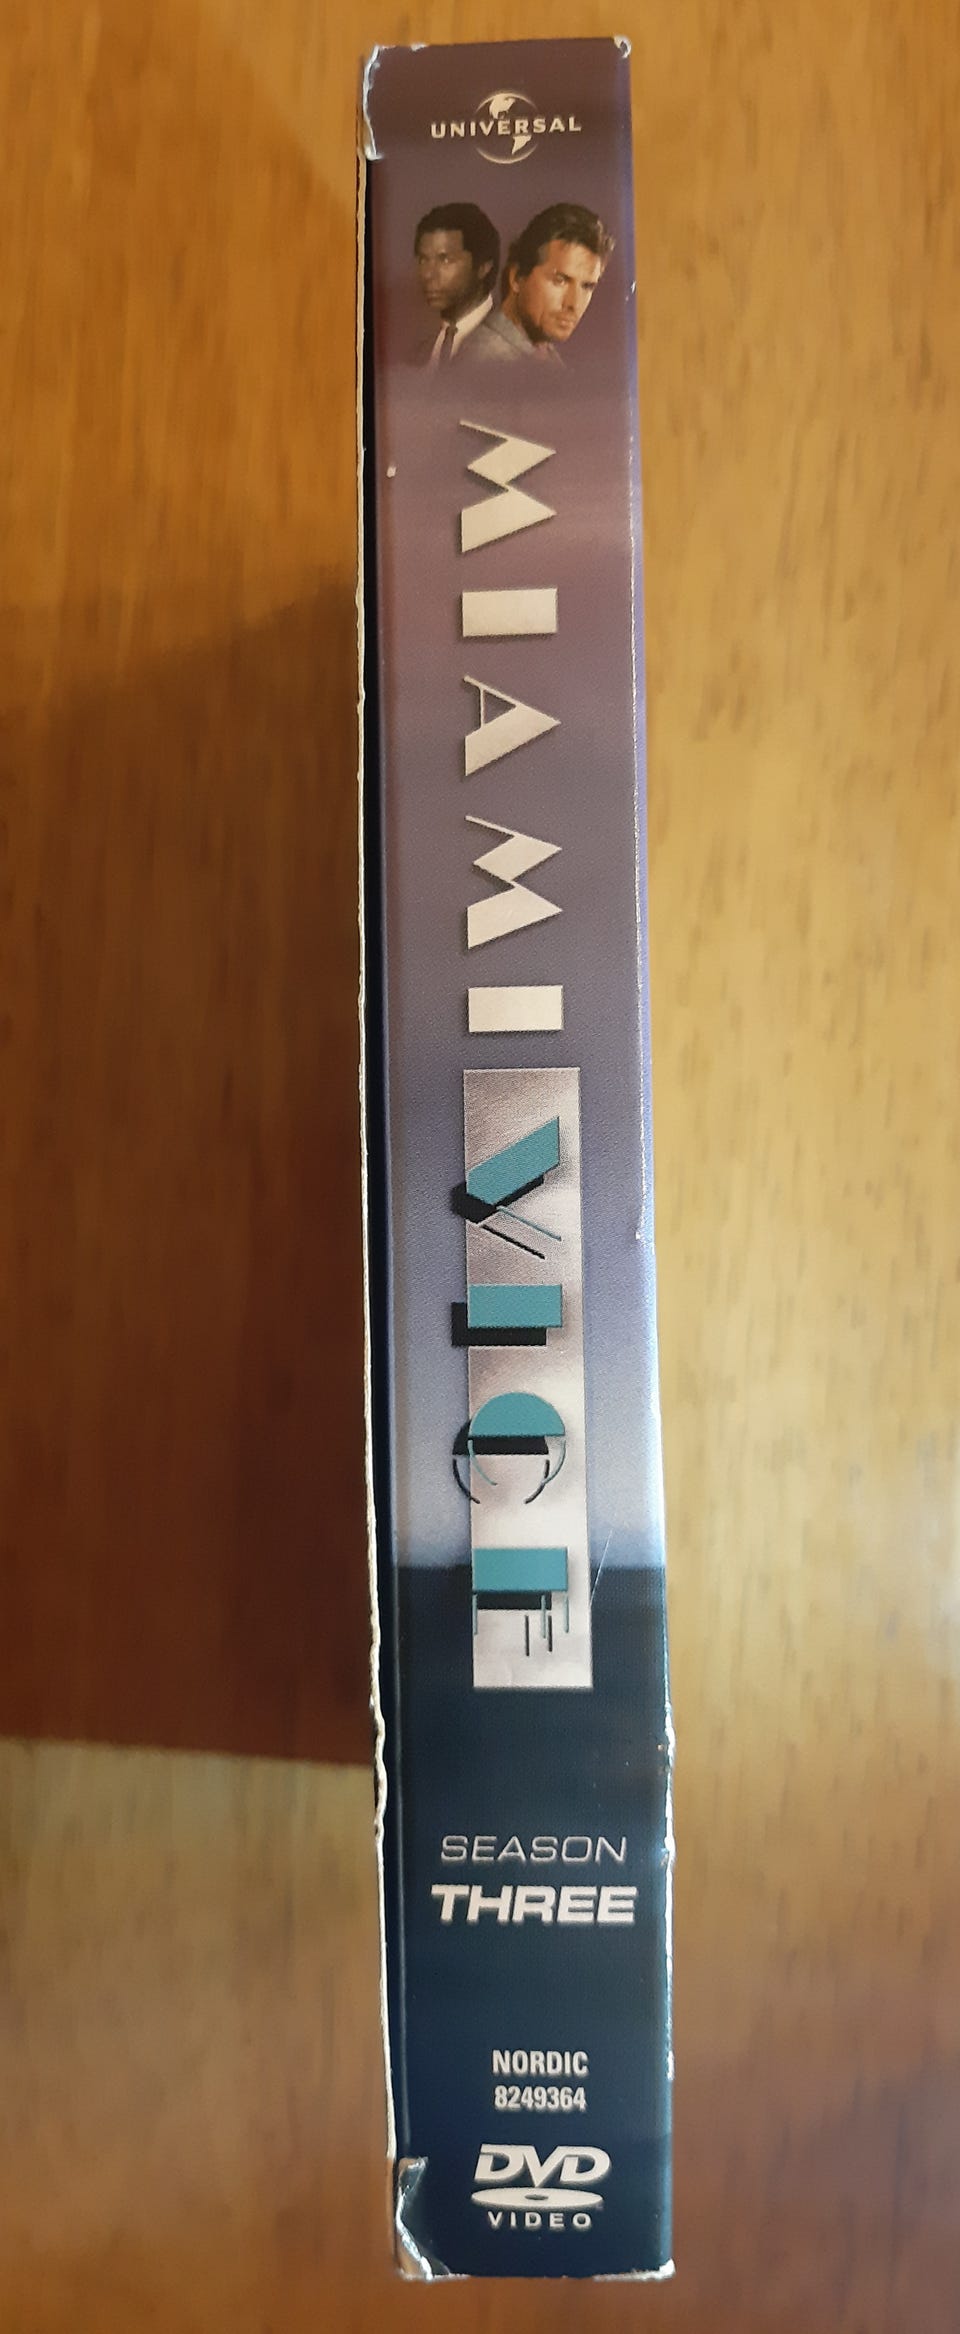 UNIVERSAL
MIAMI VICE
SEASON
THREE
NORDIC
8249364
DVD
VIDEO